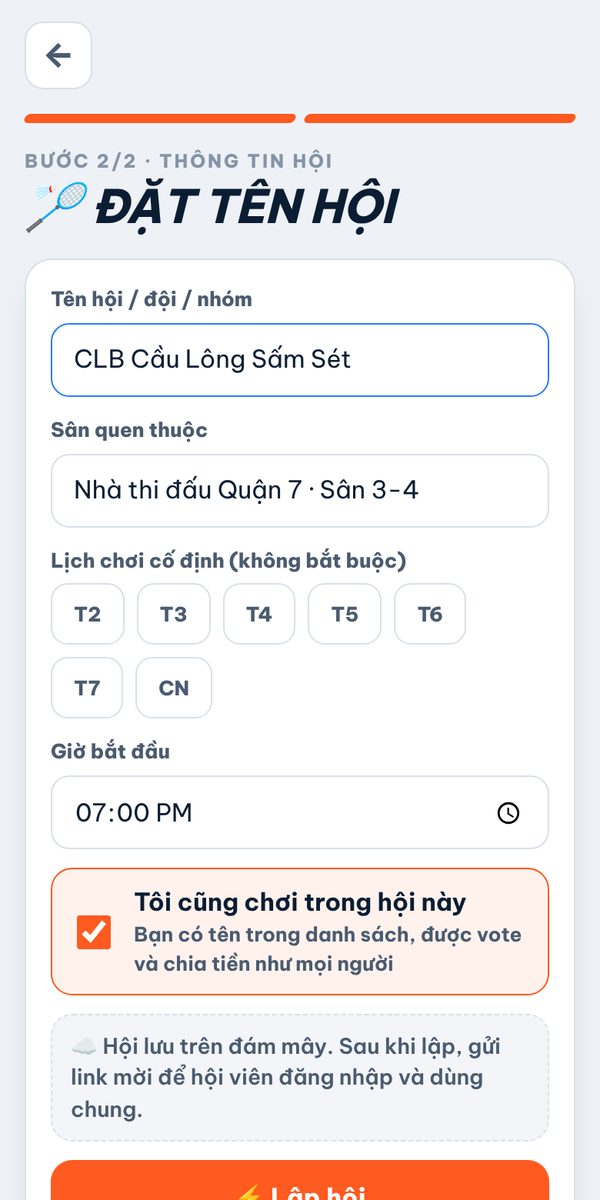 BƯỚC 2/2 · THÔNG TIN HỘI
ĐẶT TÊN HỘI
Tên hội / đội / nhóm
CLB Cầu Lông Sấm Sét
Sân quen thuộc
Nhà thi đấu Quận 7 · Sân 3-4
Lịch chơi cố định (không bắt buộc)
T2 T3 T4 T5 T6
T7 CN
Giờ bắt đầu
07:00 PM
Tôi cũng chơi trong hội này
Bạn có tên trong danh sách, được vote
và chia tiền như mọi người
☁️ Hội lưu trên đám mây. Sau khi lập, gửi
link mời để hội viên đăng nhập và dùng
chung.
⚡ Lập hội